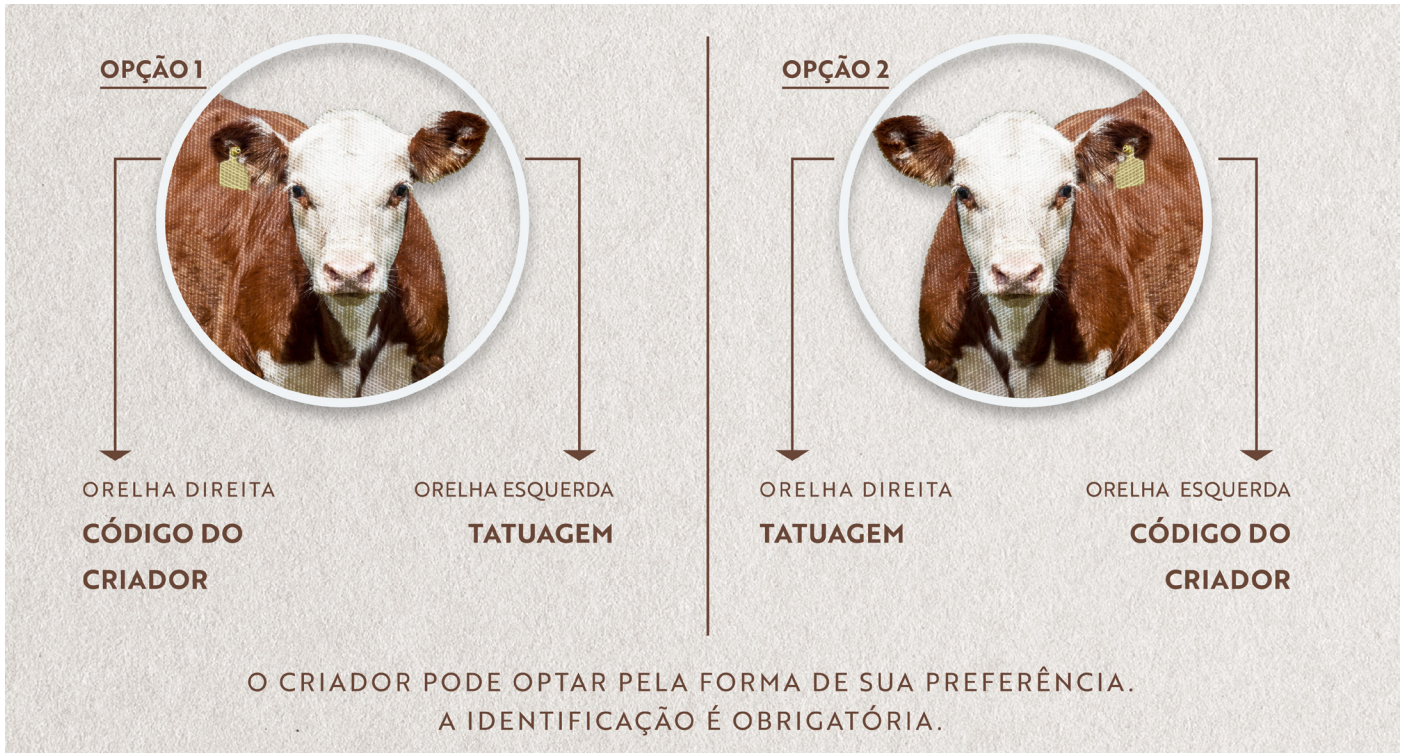 OPÇÃO 1
ORELHA DIREITA
CÓDIGO DO
CRIADOR
ORELHA ESQUERDA
TATUAGEM
OPÇÃO 2
ORELHA DIREITA
TATUAGEM
ORELHA ESQUERDA
CÓDIGO DO
CRIADOR
O CRIADOR PODE OPTAR PELA FORMA DE SUA PREFERÊNCIA.
A IDENTIFICAÇÃO É OBRIGATÓRIA.